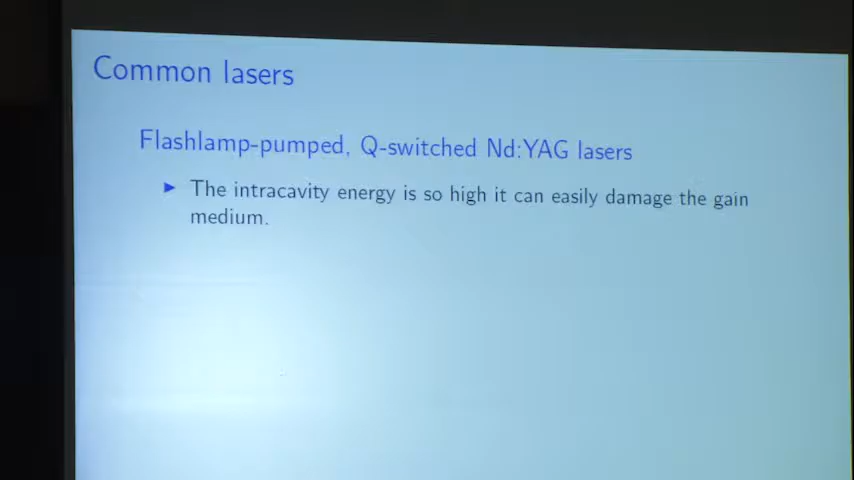 Common lasers
Flashlamp-pumped, Q-switched Nd:YAG lasers
▶ The intracavity energy is so high it can easily damage the gain
medium.